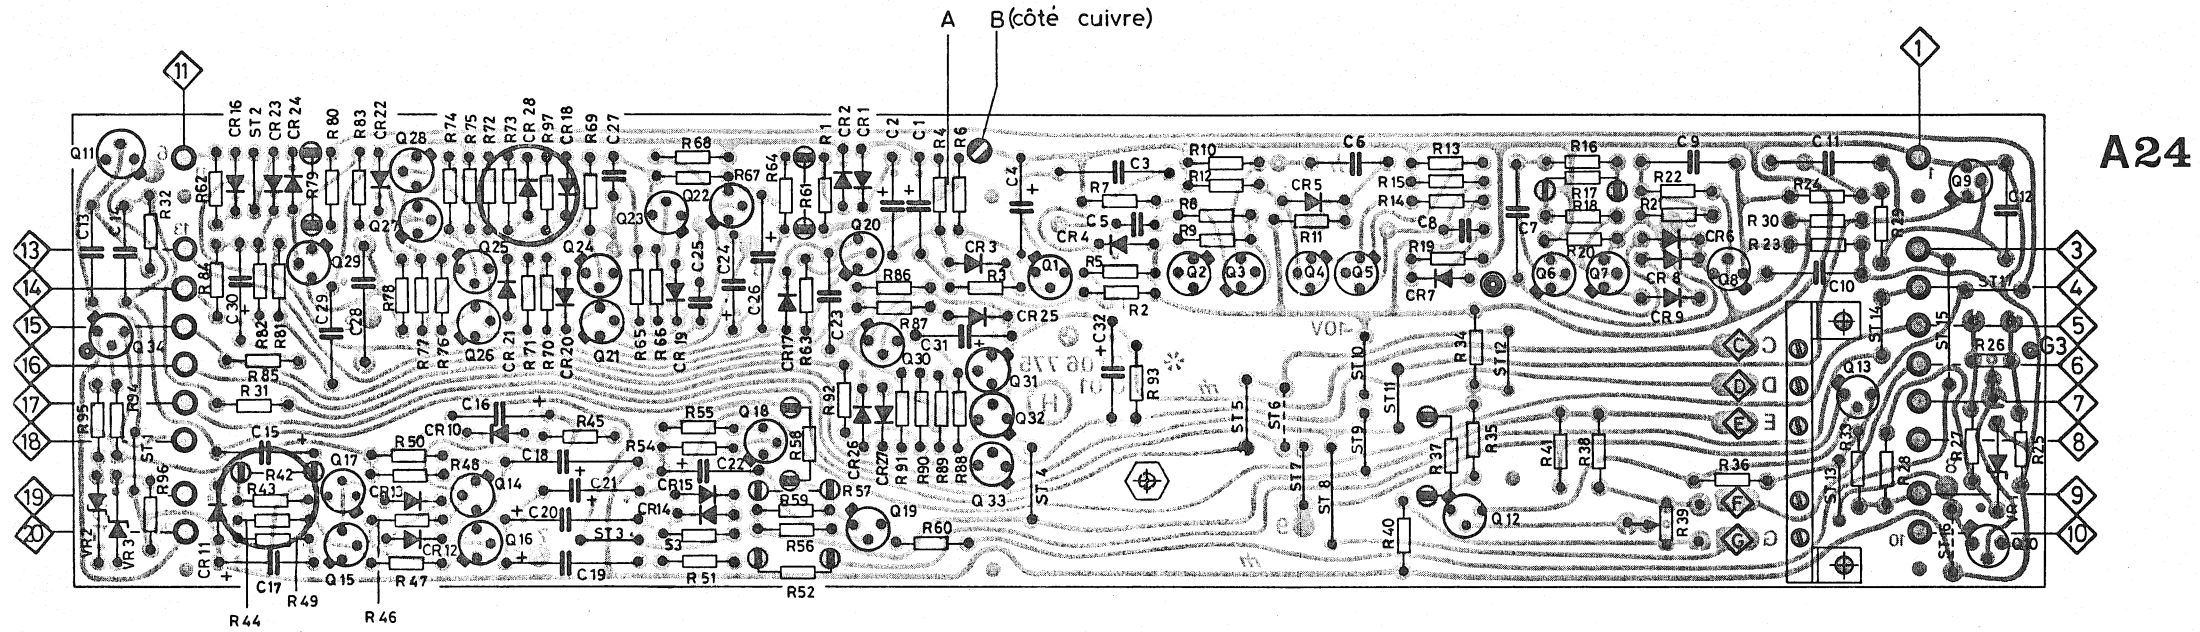 A B(côté cuivre)
11
1
A24
Q11
CR16
ST2
CR23
CR24
R80
R83
CR22
Q28
R74
R75
R72
R73
CR28
R97
CR18
R69
C27
R68
R64
R1
CR2
CR1
C2
C1
R4
R6
C3
R10
C6
R13
R16
C9
C11
C13
R32
R62
R79
Q27
Q23
Q22
R67
R61
Q20
C4
R7
R12
CR5
R15
R14
R17
R18
R22
R24
Q9
C12
C5
CR4
R8
R9
R11
C8
C7
R20
CR6
R30
R23
R29
13
14
15
16
17
18
19
20
3
4
5
6
7
8
9
10
R84
C30
R82
R81
Q29
C29
C28
R78
R77
R76
Q25
Q26
CR21
R71
R70
CR20
Q24
Q21
R65
R66
CR19
C25
C24
C26
CR17
R63
C23
R86
R87
CR3
R3
CR25
C31
Q1
R5
R2
Q2
Q3
Q4
Q5
R19
CR7
Q6
Q7
CR8
CR9
Q8
C10
ST17
Q34
R85
R31
Q30
Q31
Q32
Q33
C32
R93
-10V
ST10
R34
ST12
C
D
E
F
G
ST14
ST15
R26
G3
Q13
R95
R94
R96
C15
R42
R43
Q17
R50
R48
CR13
Q14
C16
CR10
R45
C18
C21
C20
ST3
C19
R55
R54
C22
CR15
CR14
Q18
R58
R57
R59
R56
R92
CR26
CR27
R91
R90
R89
R88
Q19
R60
ST4
ST5
ST6
ST7
ST8
ST9
ST11
R37
R35
R41
R38
R36
R39
R40
Q12
R33
ST13
R28
R27
R25
VR1
ST16
Q10
VR2
VR3
CR11
C17
Q15
CR12
R47
Q16
R51
R52
R44
R49
R46